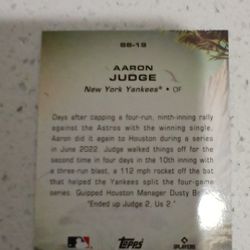 SS-19
AARON
JUDGE
New York Yankees® • OF
Days after capping a four-run, ninth-inning rally
against the Astros with the winning single,
Aaron did it again to Houston during a series
in June 2022. Judge walked things off for the
second time in four days in the 10th inning with
a three-run blast, a 112 mph rocket off the bat
that helped the Yankees split the four-game
series. Quipped Houston Manager Dusty
"Ended up Judge 2, Us 2."
Topps